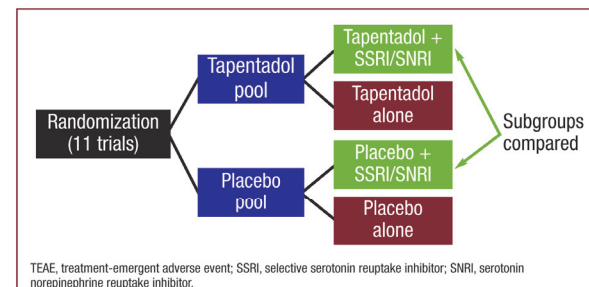 Randomization
(11 trials)
Tapentadol
pool
Placebo
pool
Tapentadol +
SSRI/SNRI
Tapentadol
alone
Placebo +
SSRI/SNRI
Placebo
alone
Subgroups
compared
TEAE, treatment-emergent adverse event; SSRI, selective serotonin reuptake inhibitor; SNRI, serotonin
norepinephrine reuptake inhibitor.